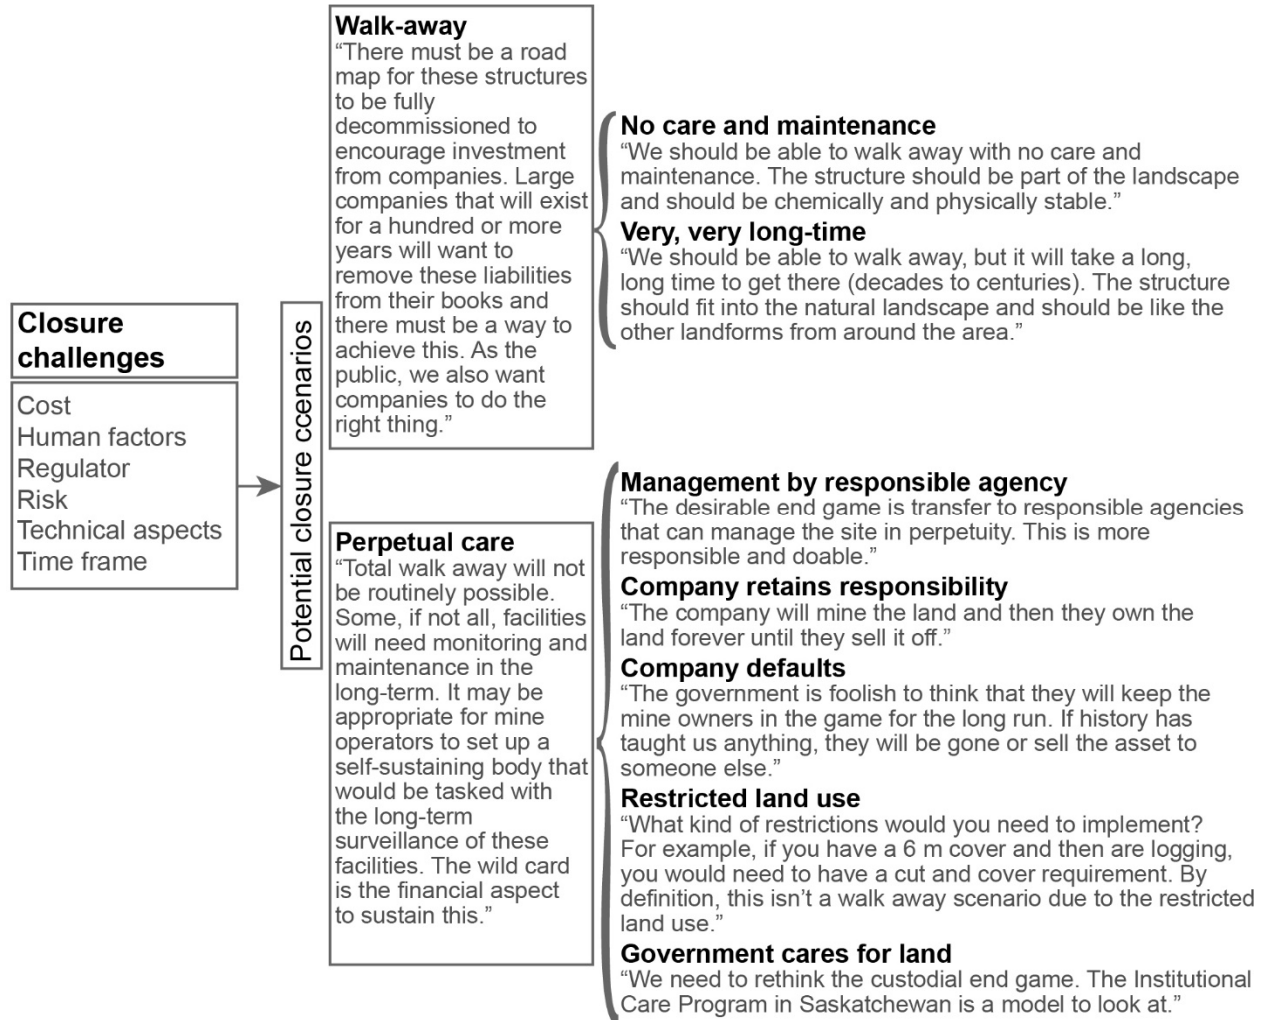 Closure
challenges
Cost
Human factors
Regulator
Risk
Technical aspects
Time frame
Potential closure ccenarios
Walk-away
“There must be a road
map for these structures
to be fully
decommissioned to
encourage investment
from companies. Large
companies that will exist
for a hundred or more
years will want to
remove these liabilities
from their books and
there must be a way to
achieve this. As the
public, we also want
companies to do the
right thing.”
No care and maintenance
“We should be able to walk away with no care and
maintenance. The structure should be part of the landscape
and should be chemically and physically stable.”
Very, very long-time
“We should be able to walk away, but it will take a long,
long time to get there (decades to centuries). The structure
should fit into the natural landscape and should be like the
other landforms from around the area.”
Perpetual care
“Total walk away will not
be routinely possible.
Some, if not all, facilities
will need monitoring and
maintenance in the
long-term. It may be
appropriate for mine
operators to set up a
self-sustaining body that
would be tasked with
the long-term
surveillance of these
facilities. The wild card
is the financial aspect
to sustain this.”
Management by responsible agency
“The desirable end game is transfer to responsible agencies
that can manage the site in perpetuity. This is more
responsible and doable.”
Company retains responsibility
“The company will mine the land and then they own the
land forever until they sell it off.”
Company defaults
“The government is foolish to think that they will keep the
mine owners in the game for the long run. If history has
taught us anything, they will be gone or sell the asset to
someone else.”
Restricted land use
“What kind of restrictions would you need to implement?
For example, if you have a 6 m cover and then are logging,
you would need to have a cut and cover requirement. By
definition, this isn’t a walk away scenario due to the restricted
land use.”
Government cares for land
“We need to rethink the custodial end game. The Institutional
Care Program in Saskatchewan is a model to look at.”